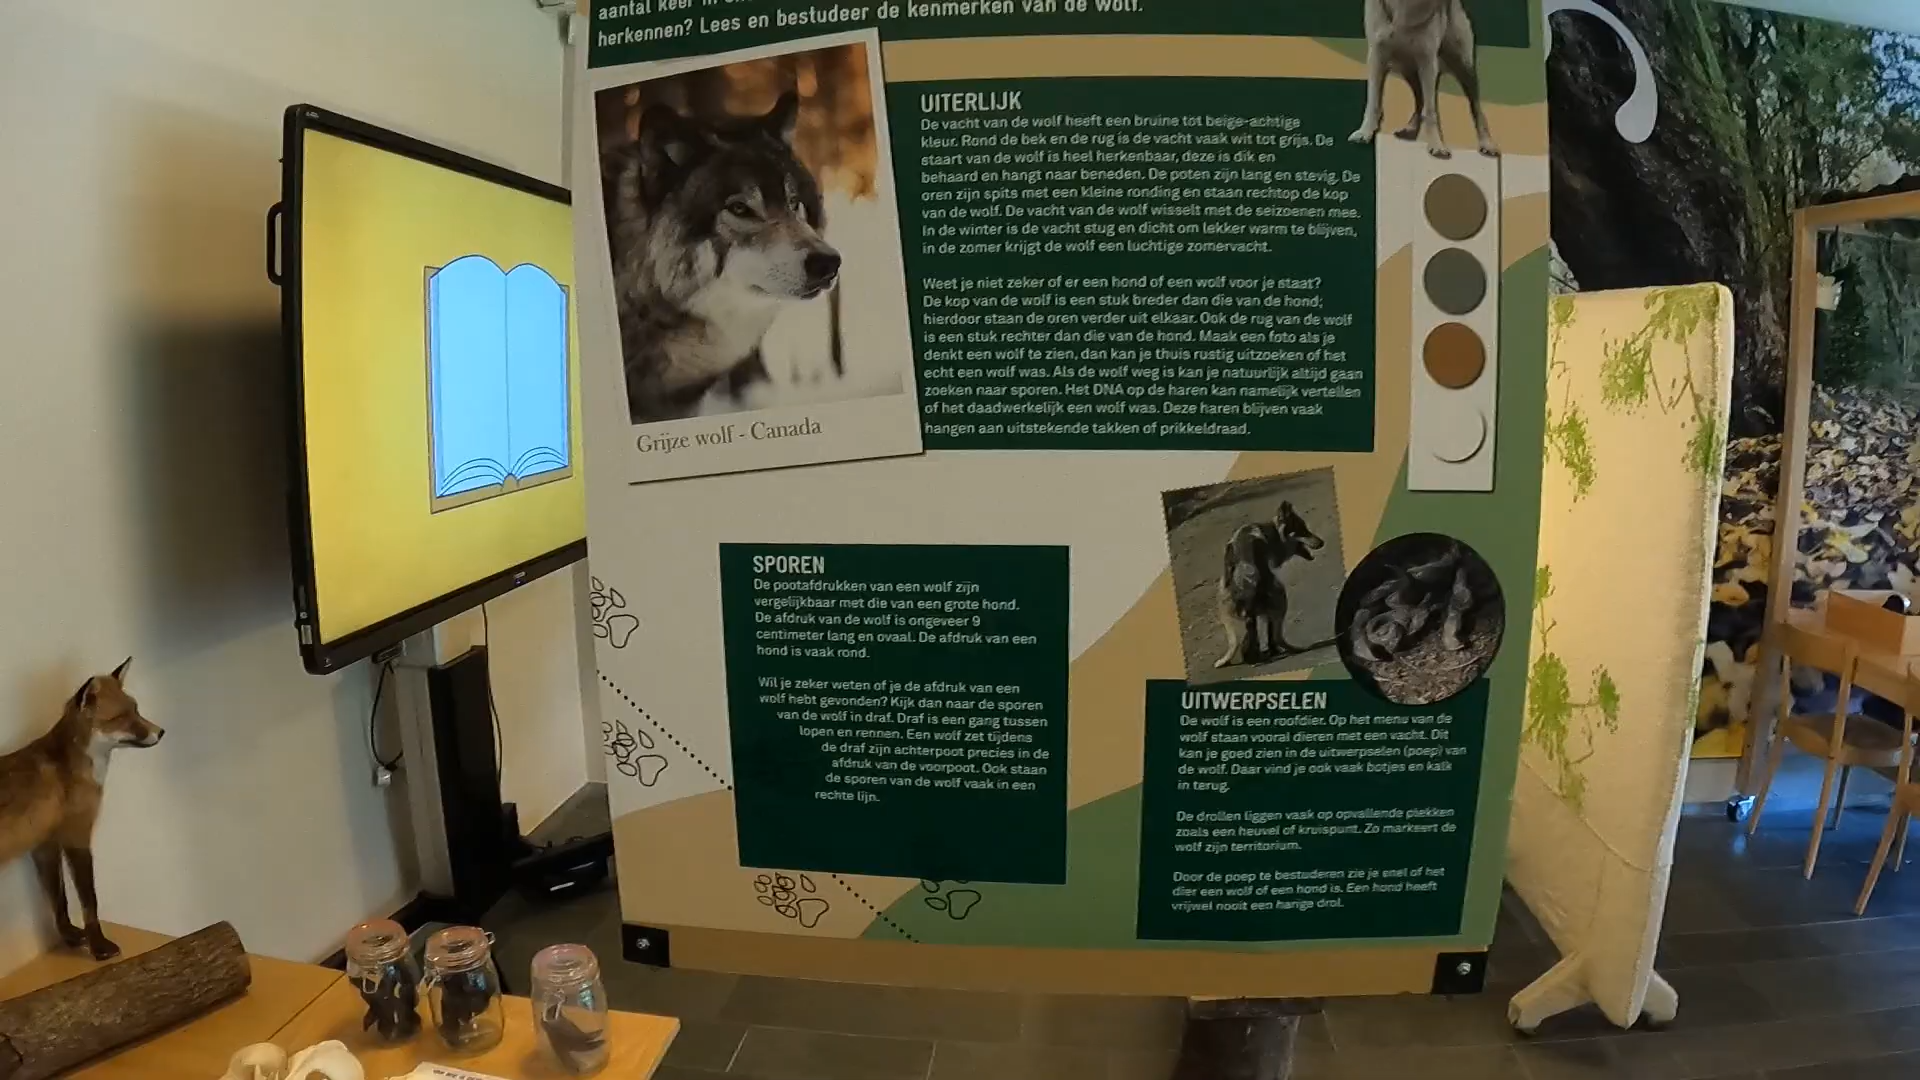 aantal keer in
herkennen? Lees en bestudeer de kenmerken van de wolf.
Grijze wolf - Canada
UITERLIJK
De vacht van de wolf heeft een bruine tot beige-achtige
kleur. Rond de bek en de rug is de vacht vaak wit tot grijs. De
staart van de wolf is heel herkenbaar, deze is dik en
behaard en hangt naar beneden. De poten zijn lang en stevig. De
oren zijn spits met een kleine ronding en staan rechtop de kop
van de wolf. De vacht van de wolf wisselt met de seizoenen mee.
In de winter is de vacht stug en dicht om lekker warm te blijven,
in de zomer krijgt de wolf een luchtige zomervacht.
Weet je niet zeker of er een hond of een wolf voor je staat?
De kop van de wolf is een stuk breder dan die van de hond;
hierdoor staan de oren verder uit elkaar. Ook de rug van de wolf
is een stuk rechter dan die van de hond. Maak een foto als je
denkt een wolf te zien, dan kan je thuis rustig uitzoeken of het
echt een wolf was. Als de wolf weg is kan je natuurlijk altijd gaan
zoeken naar sporen. Het DNA op de haren kan namelijk vertellen
of het daadwerkelijk een wolf was. Deze haren blijven vaak
hangen aan uitstekende takken of prikkeldraad.
SPOREN
De pootafdrukken van een wolf zijn
vergelijkbaar met die van een grote hond.
De afdruk van de wolf is ongeveer 9
centimeter lang en ovaal. De afdruk van een
hond is vaak rond.
Wil je zeker weten of je de afdruk van een
wolf hebt gevonden? Kijk dan naar de sporen
van de wolf in draf. Draf is een gang tussen
lopen en rennen. Een wolf zet tijdens
de draf zijn achterpoot precies in de
afdruk van de voorpoot. Ook staan
de sporen van de wolf vaak in een
rechte lijn.
UITWERPSELEN
De wolf is een roofdier. Op het menu van de
wolf staan vooral dieren met een vacht. Dit
kan je goed zien in de uitwerpselen (poep) van
de wolf. Daar vind je ook vaak botjes en kalk
in terug.
De drollen liggen vaak op opvallende plekken
zoals een heuvel of kruispunt. Zo markeert de
wolf zijn territorium.
Door de poep te bestuderen zie je snel of het
dier een wolf of een hond is. Een hond heeft
vrijwel nooit een harige drol.